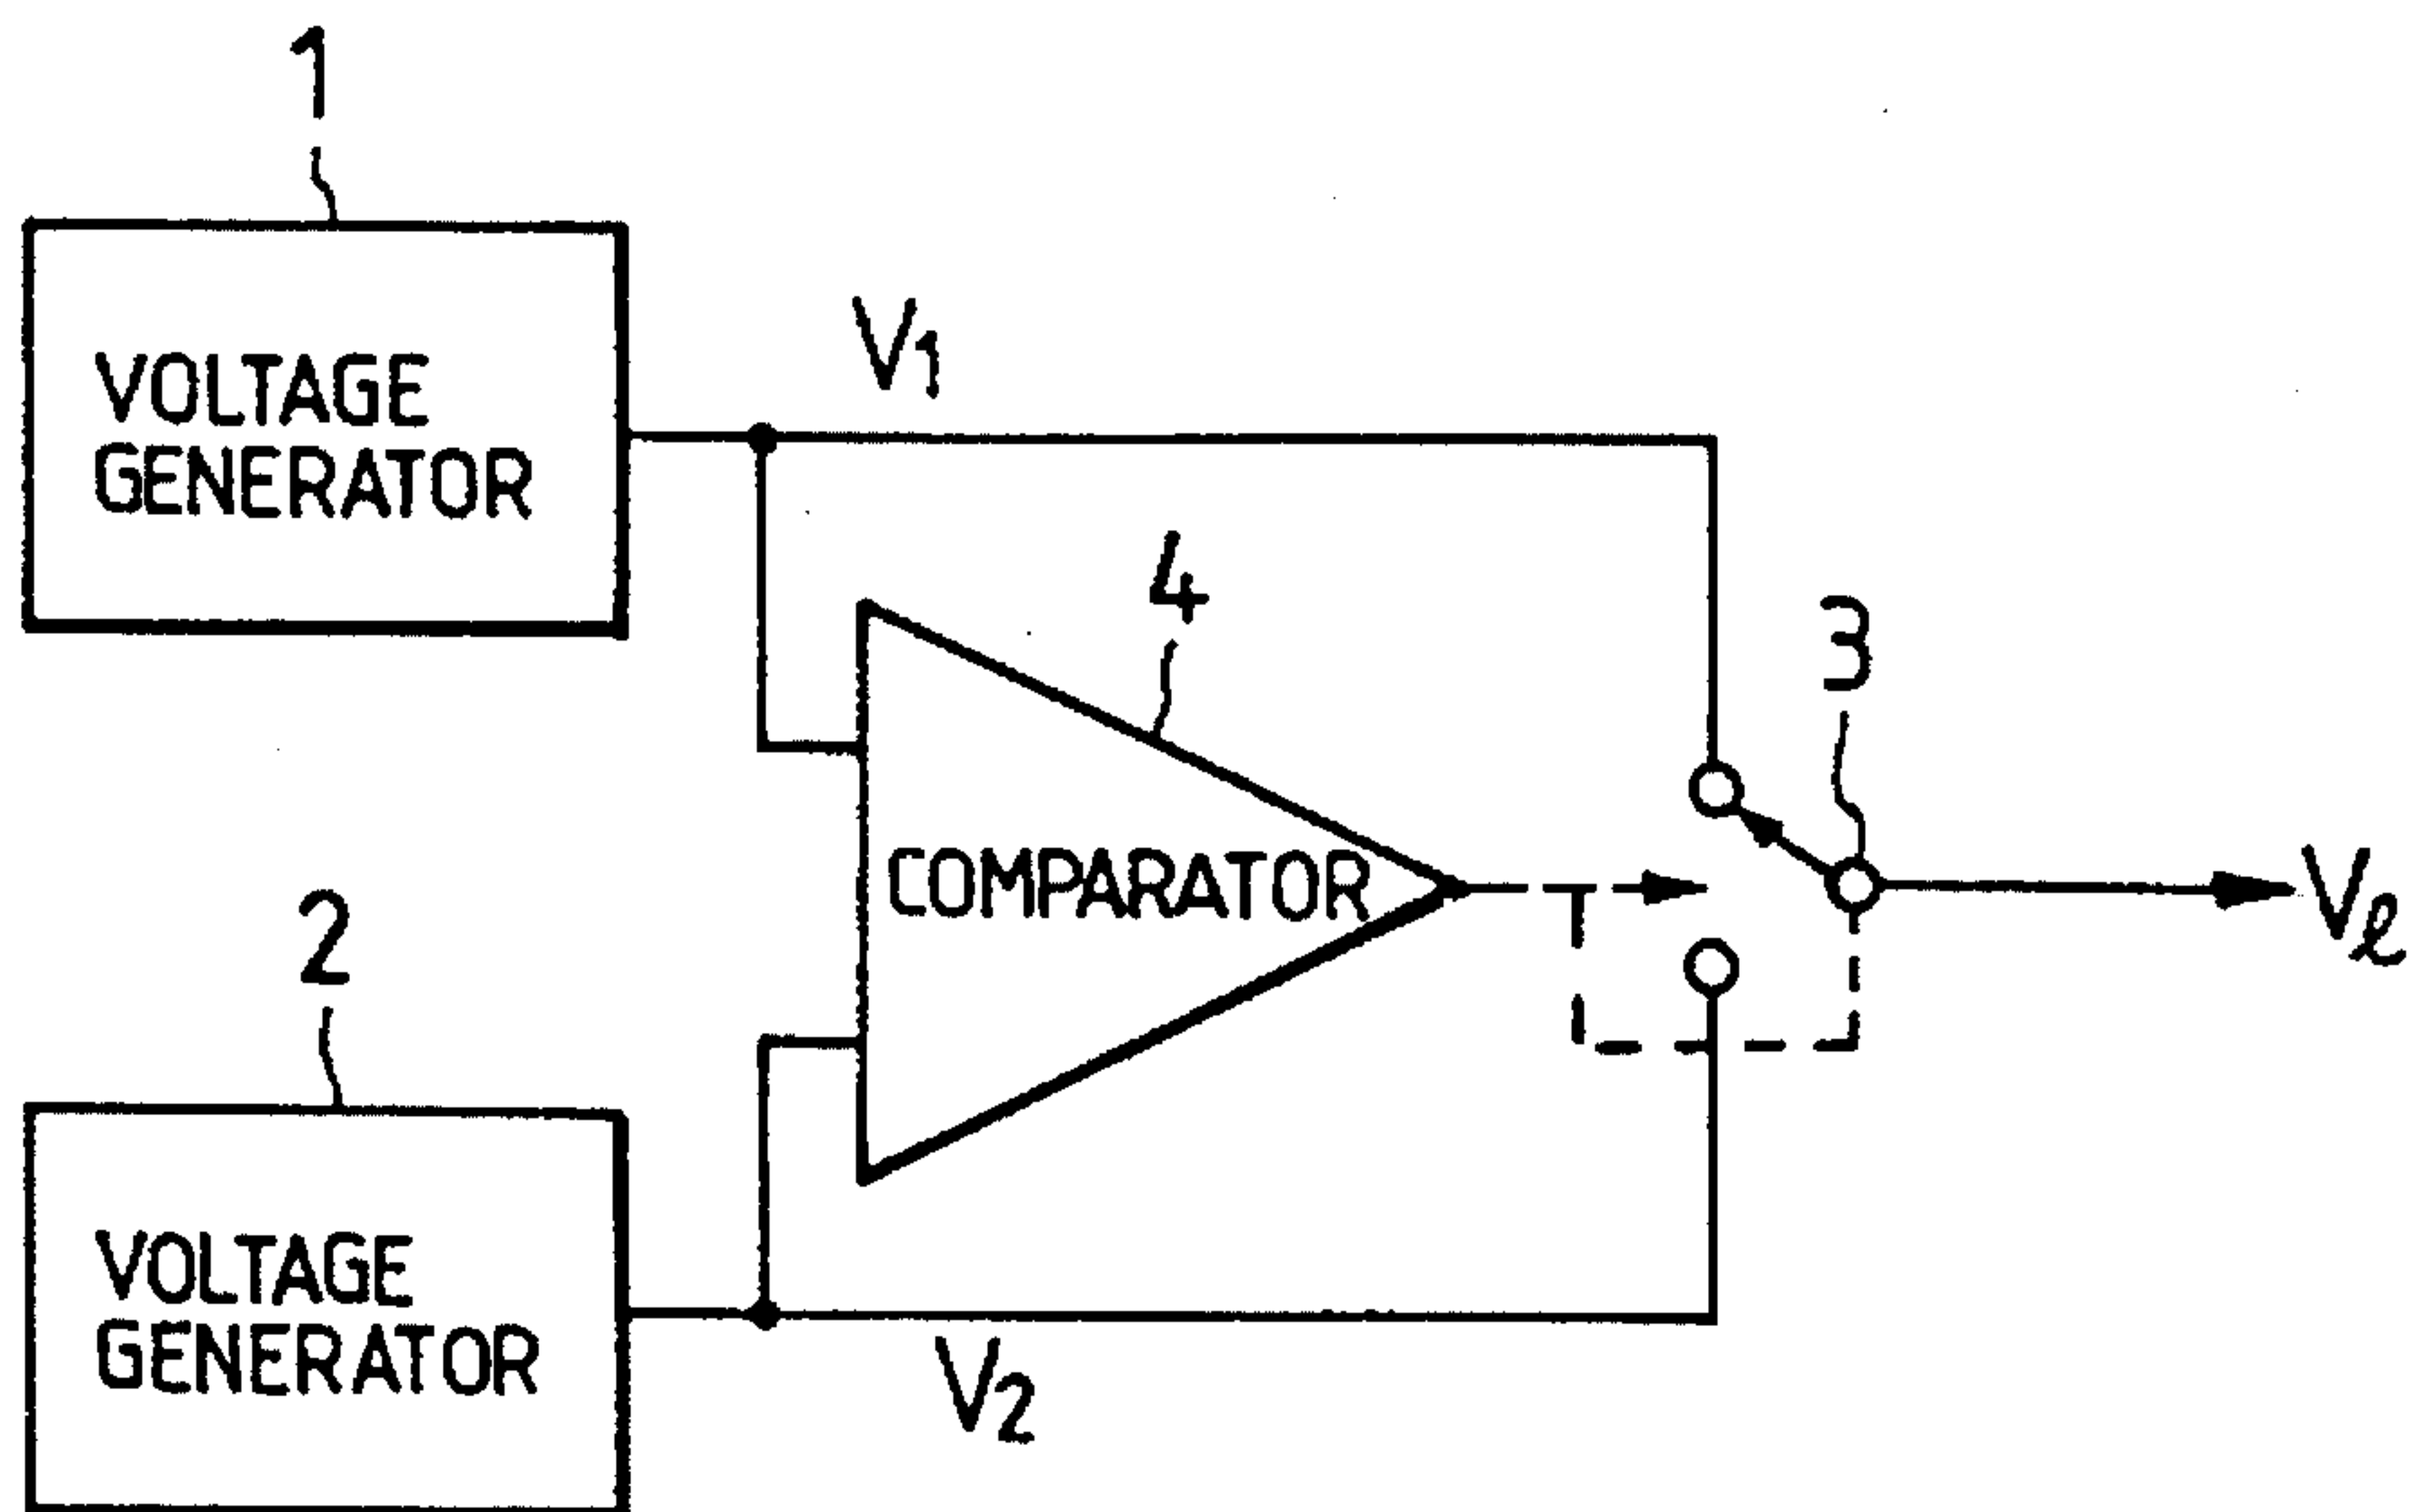 1
VOLTAGE
GENERATOR
V1
4
3
COMPARATOR
Vℓ
2
VOLTAGE
GENERATOR
V2